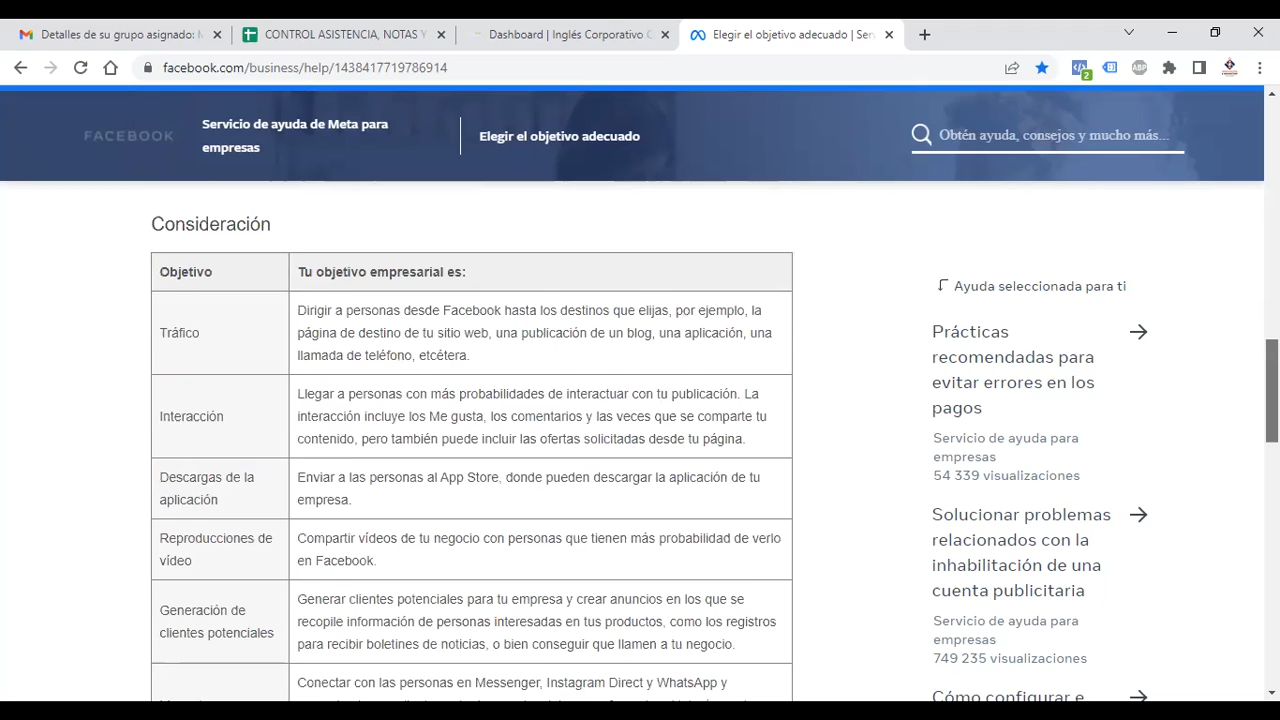 Detalles de su grupo asignado: M
CONTROL ASISTENCIA, NOTAS Y
Dashboard | Inglés Corporativo C
Elegir el objetivo adecuado | Ser
facebook.com/business/help/1438417719786914
2
ABP
FACEBOOK
Servicio de ayuda de Meta para
empresas
Elegir el objetivo adecuado
Obtén ayuda, consejos y mucho más...
Consideración
Objetivo
Tu objetivo empresarial es:
Tráfico
Dirigir a personas desde Facebook hasta los destinos que elijas, por ejemplo, la
página de destino de tu sitio web, una publicación de un blog, una aplicación, una
llamada de teléfono, etcétera.
Interacción
Llegar a personas con más probabilidades de interactuar con tu publicación. La
interacción incluye los Me gusta, los comentarios y las veces que se comparte tu
contenido, pero también puede incluir las ofertas solicitadas desde tu página.
Descargas de la
aplicación
Enviar a las personas al App Store, donde pueden descargar la aplicación de tu
empresa.
Reproducciones de
vídeo
Compartir vídeos de tu negocio con personas que tienen más probabilidad de verlo
en Facebook.
Generación de
clientes potenciales
Generar clientes potenciales para tu empresa y crear anuncios en los que se
recopile información de personas interesadas en tus productos, como los registros
para recibir boletines de noticias, o bien conseguir que llamen a tu negocio.
Conectar con las personas en Messenger, Instagram Direct y WhatsApp y
Ayuda seleccionada para ti
Prácticas
recomendadas para
evitar errores en los
pagos
Servicio de ayuda para
empresas
54 339 visualizaciones
Solucionar problemas
relacionados con la
inhabilitación de una
cuenta publicitaria
Servicio de ayuda para
empresas
749 235 visualizaciones
Cómo configurar e